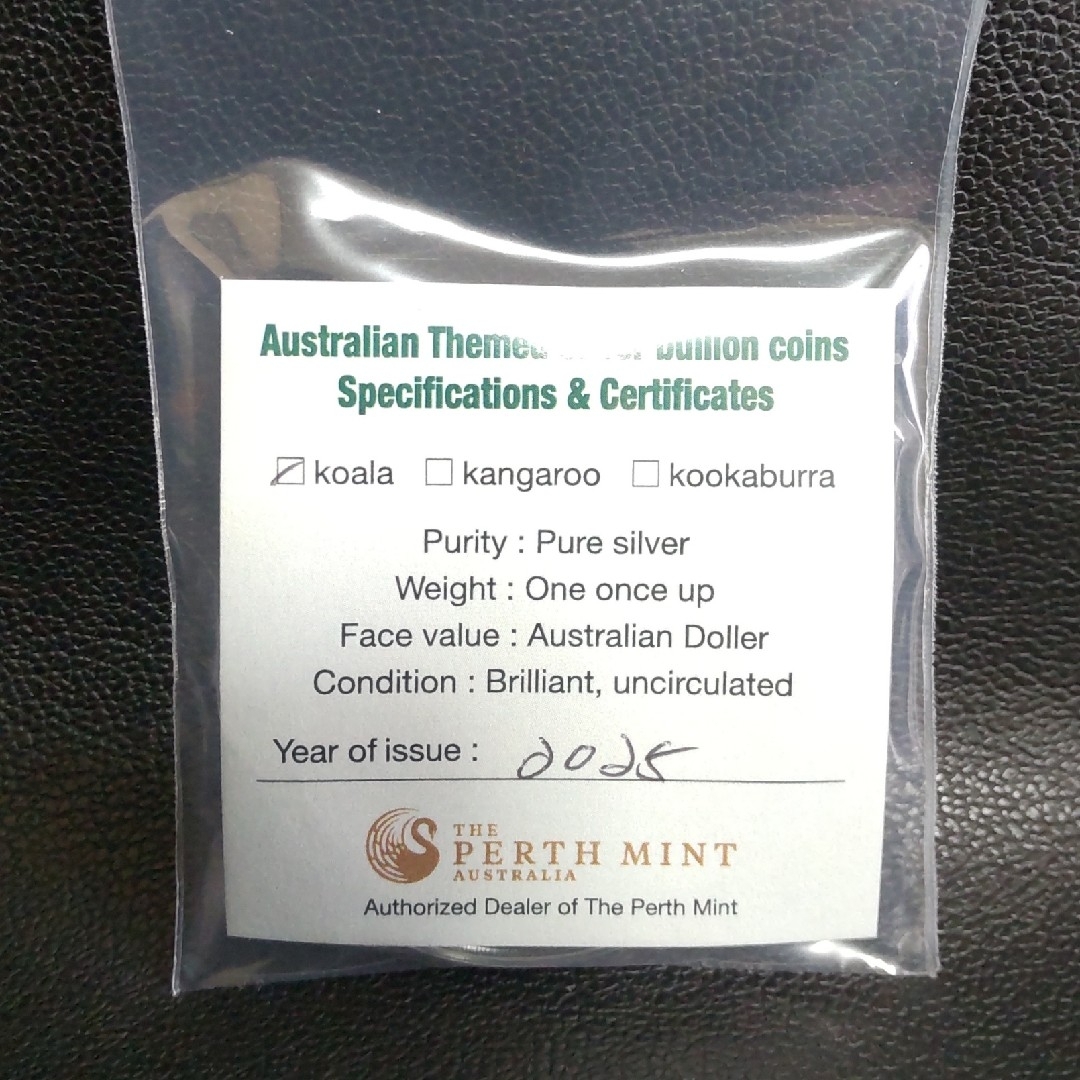 Australian Themed bullion coins
Specifications & Certificates
koala kangaroo kookaburra
Purity : Pure silver
Weight : One once up
Face value : Australian Doller
Condition : Brilliant, uncirculated
Year of issue : 2025
THE
PERTH MINT
AUSTRALIA
Authorized Dealer of The Perth Mint